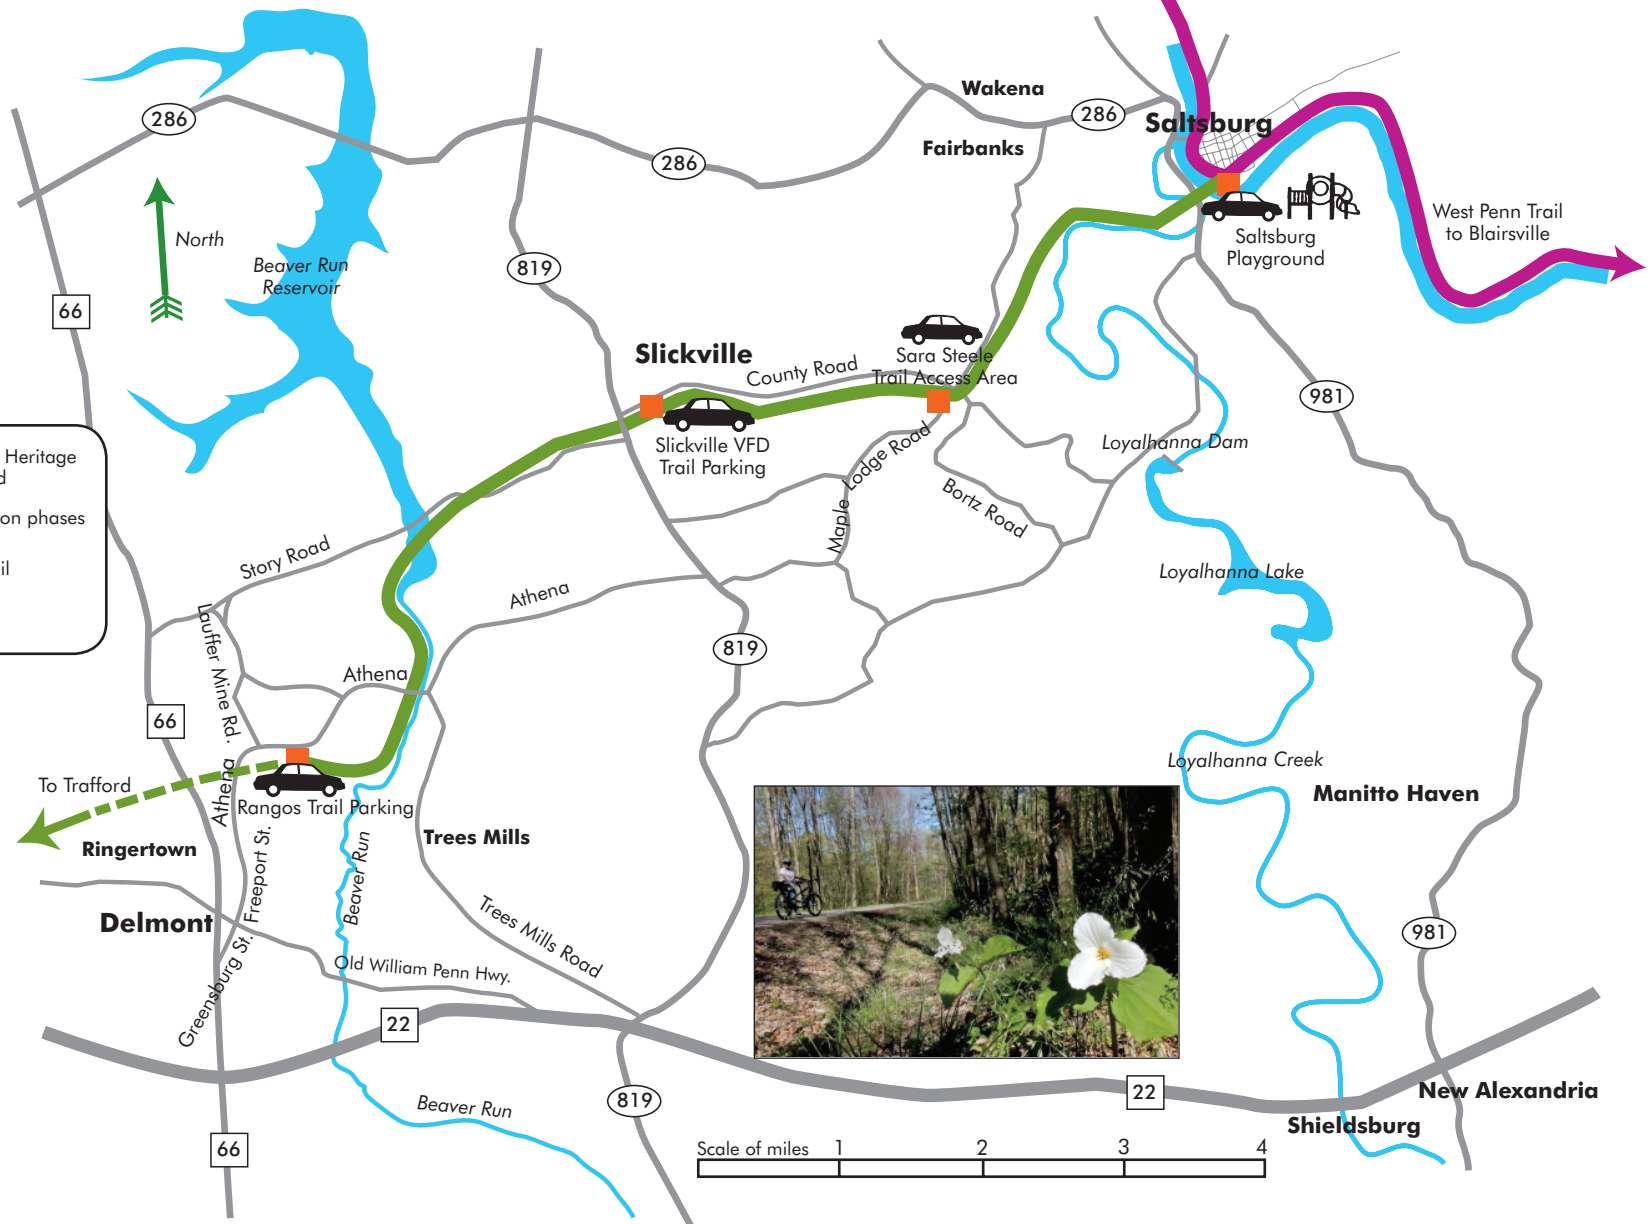 Wakena
286
286
Saltsburg
Fairbanks
286
West Penn Trail
to Blairsville
North
Saltsburg
Playground
Beaver Run
Reservoir
819
66
Sara Steele
Trail Access Area
Slickville
County Road
981
Slickville VFD
Trail Parking
Loyalhanna Dam
Heritage
d
on phases
il
Maple Lodge Road
Bortz Road
Story Road
Loyalhanna Lake
Athena
Lauffer Mine Rd.
819
Athena
66
Loyalhanna Creek
To Trafford
Athena
Rangos Trail Parking
Manitto Haven
Ringertown
Trees Mills
Freeport St.
Beaver Run
Delmont
Trees Mills Road
981
Greensburg St.
Old William Penn Hwy.
22
22
New Alexandria
Beaver Run
819
Shieldsburg
66
Scale of miles 1 2 3 4